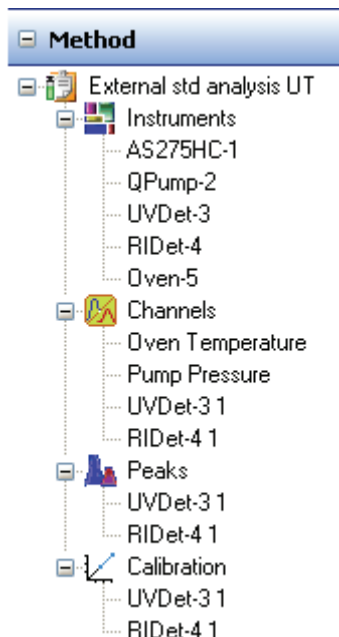 Method
External std analysis UT
Instruments
AS275HC-1
QPump-2
UVDet-3
RIDet-4
Oven-5
Channels
Oven Temperature
Pump Pressure
UVDet-3 1
RIDet-4 1
Peaks
UVDet-3 1
RIDet-4 1
Calibration
UVDet-3 1
RIDet-4 1